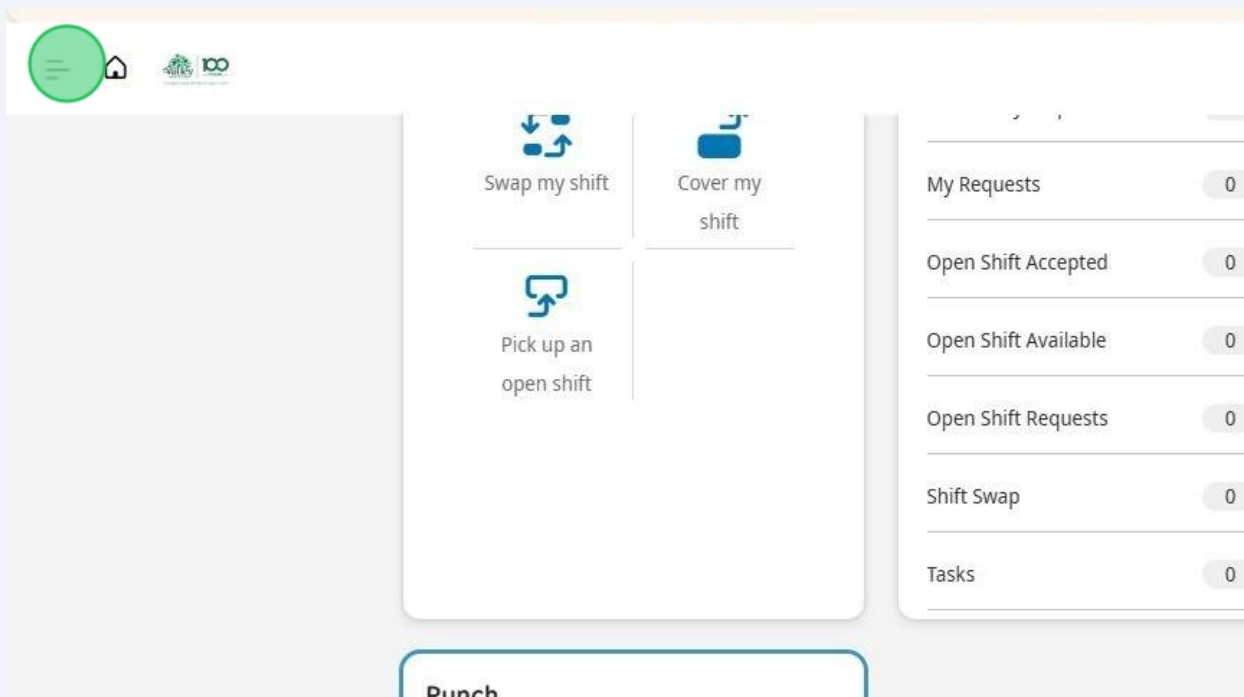 100
Swap my shift
Cover my
shift
Pick up an
open shift
My Requests 0
Open Shift Accepted 0
Open Shift Available 0
Open Shift Requests 0
Shift Swap 0
Tasks 0
Punch